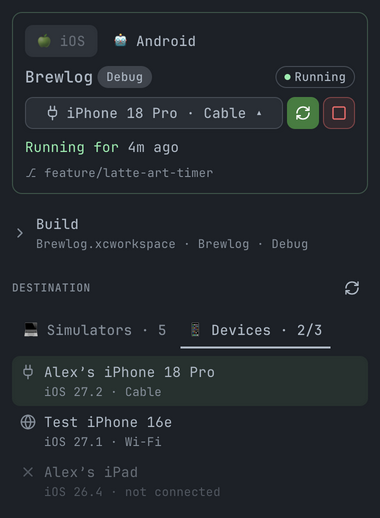 iOS Android
Brewlog Debug Running
iPhone 18 Pro · Cable
Running for 4m ago
feature/latte-art-timer
Build
Brewlog.xcworkspace · Brewlog · Debug
DESTINATION
Simulators · 5 Devices · 2/3
Alex’s iPhone 18 Pro
iOS 27.2 · Cable
Test iPhone 16e
iOS 27.1 · Wi-Fi
Alex’s iPad
iOS 26.4 · not connected